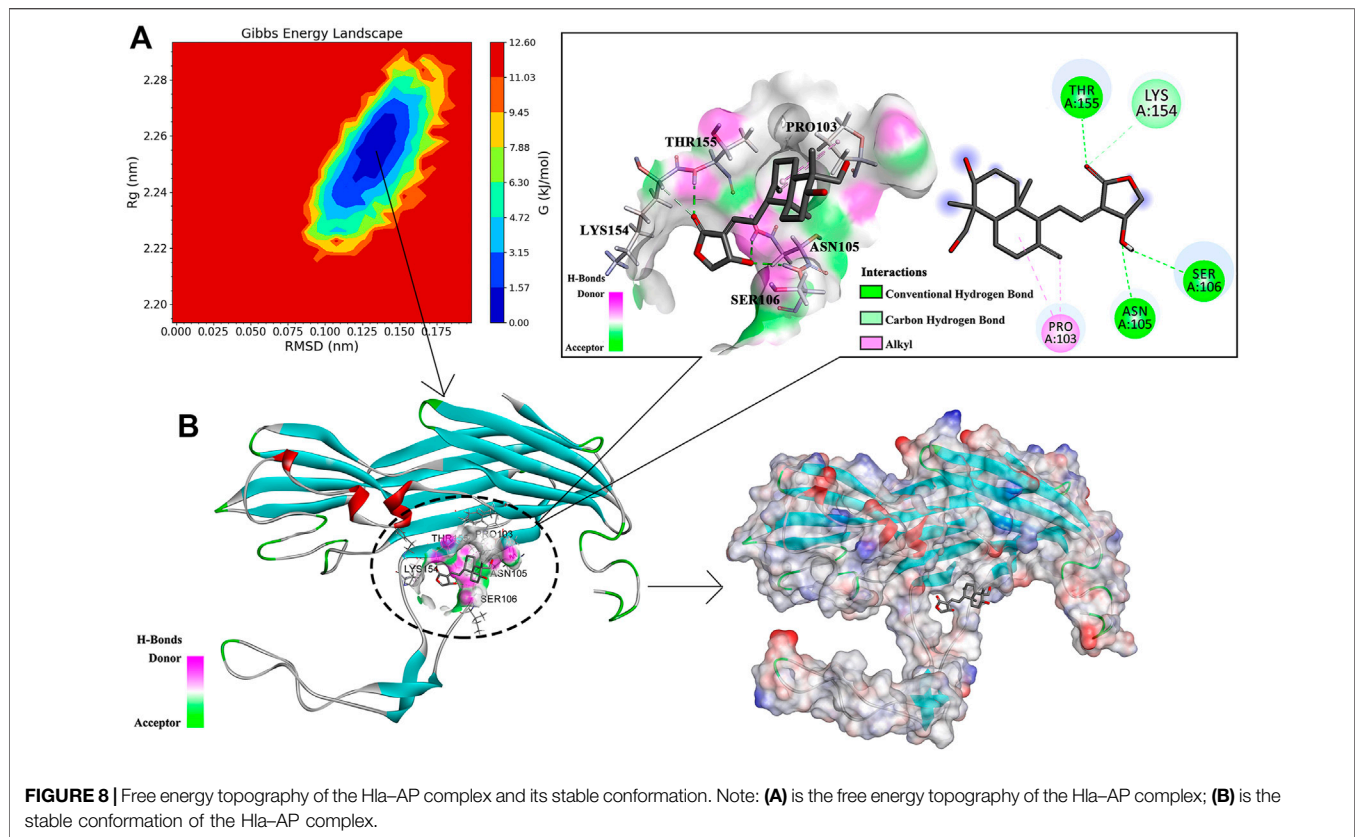 A
Gibbs Energy Landscape
2.28
2.26
2.24
2.22
2.20
Rg (nm)
0.000 0.025 0.050 0.075 0.100 0.125 0.150 0.175
RMSD (nm)
12.60
11.03
9.45
7.88
6.30
4.72
3.15
1.57
0.00
G (kJ/mol)
PRO103
THR155
LYS154
ASN105
SER106
H-Bonds
Donor
Acceptor
Interactions
Conventional Hydrogen Bond
Carbon Hydrogen Bond
Alkyl
THR
A:155
LYS
A:154
SER
A:106
ASN
A:105
PRO
A:103
B
PRO103
LYS154
ASN105
SER106
H-Bonds
Donor
Acceptor
FIGURE 8 | Free energy topography of the Hla–AP complex and its stable conformation. Note: (A) is the free energy topography of the Hla–AP complex; (B) is the
stable conformation of the Hla–AP complex.